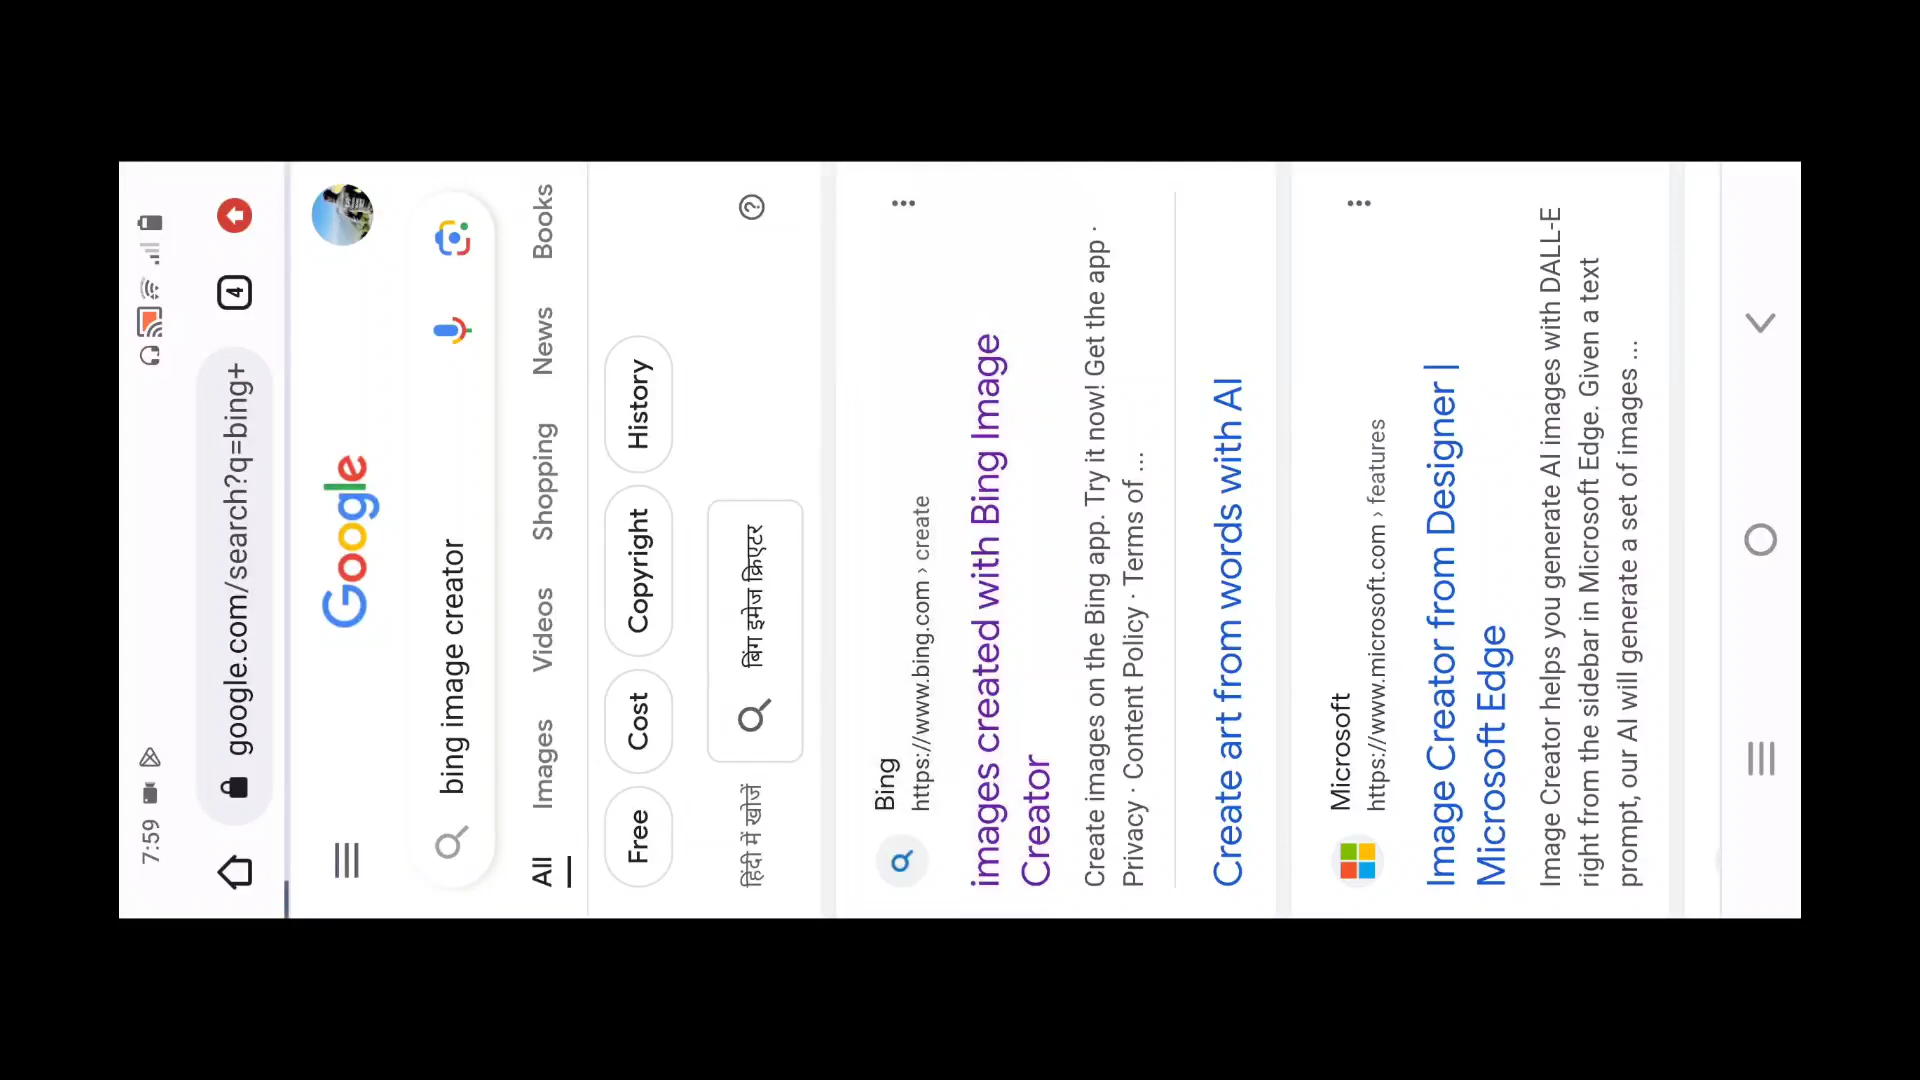 7:59
google.com/search?q=bing+
4
Google
bing image creator
All Images Videos Shopping News Books
Free Cost Copyright History
हिंदी में खोजें बिंग इमेज क्रिएटर
Bing
https://www.bing.com › create
images created with Bing Image
Creator
Create images on the Bing app. Try it now! Get the app ·
Privacy · Content Policy · Terms of ...
Create art from words with AI
Microsoft
https://www.microsoft.com › features
Image Creator from Designer |
Microsoft Edge
Image Creator helps you generate AI images with DALL-E
right from the sidebar in Microsoft Edge. Given a text
prompt, our AI will generate a set of images ...